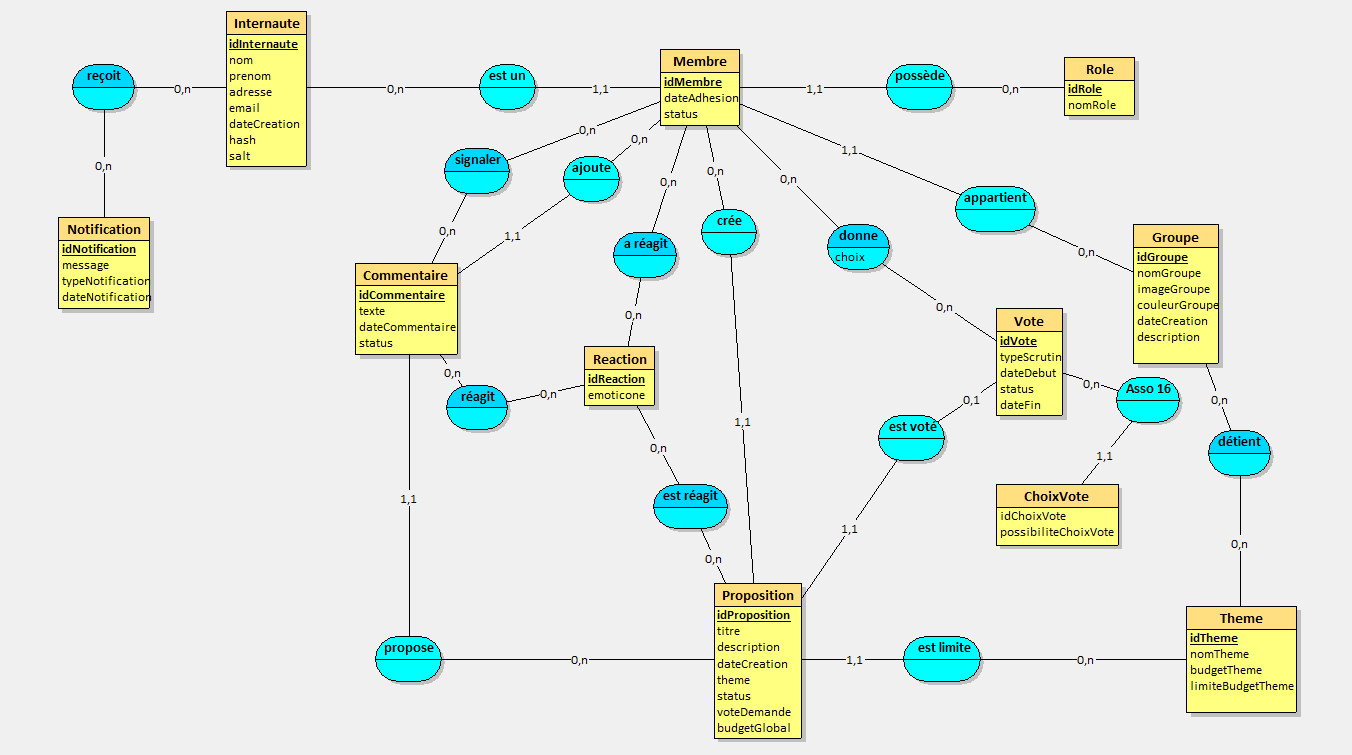 Internaute
idInternaute
nom
prenom
adresse
email
dateCreation
hash
salt
reçoit
0,n
0,n
est un
1,1
Membre
idMembre
dateAdhesion
status
1,1
possède
0,n
Role
idRole
nomRole
0,n
Notification
idNotification
message
typeNotification
dateNotification
0,n
signaler
0,n
0,n
ajoute
1,1
0,n
a réagit
0,n
0,n
crée
1,1
0,n
donne
choix
0,n
1,1
appartient
0,n
Groupe
idGroupe
nomGroupe
imageGroupe
couleurGroupe
dateCreation
description
Commentaire
idCommentaire
texte
dateCommentaire
status
0,n
réagit
0,n
Reaction
idReaction
emoticone
0,n
est réagit
0,n
Vote
idVote
typeScrutin
dateDebut
status
dateFin
0,n
Asso 16
1,1
0,1
est voté
1,1
ChoixVote
idChoixVote
possibiliteChoixVote
0,n
détient
0,n
1,1
propose
0,n
Proposition
idProposition
titre
description
dateCreation
theme
status
voteDemande
budgetGlobal
1,1
est limite
0,n
Theme
idTheme
nomTheme
budgetTheme
limiteBudgetTheme